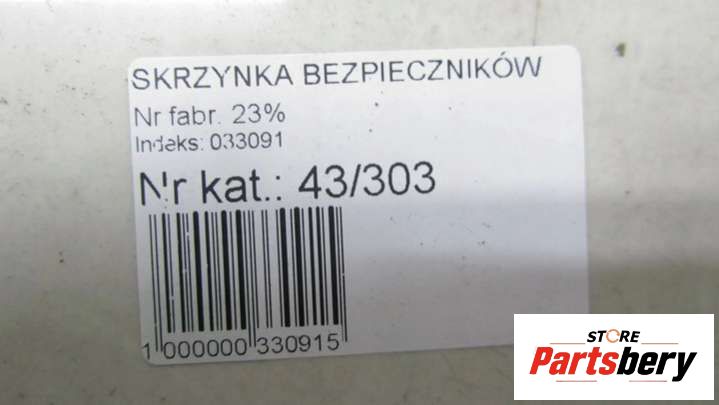 SKRZYNKA BEZPIECZNIKÓW
Nr fabr. 23%
Indeks: 033091
Nr kat.: 43/303
1 000000 330915
STORE
Partsbery